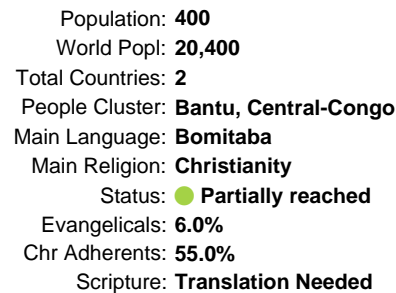 Population: 400
World Popl: 20,400
Total Countries: 2
People Cluster: Bantu, Central-Congo
Main Language: Bomitaba
Main Religion: Christianity
Status: Partially reached
Evangelicals: 6.0%
Chr Adherents: 55.0%
Scripture: Translation Needed